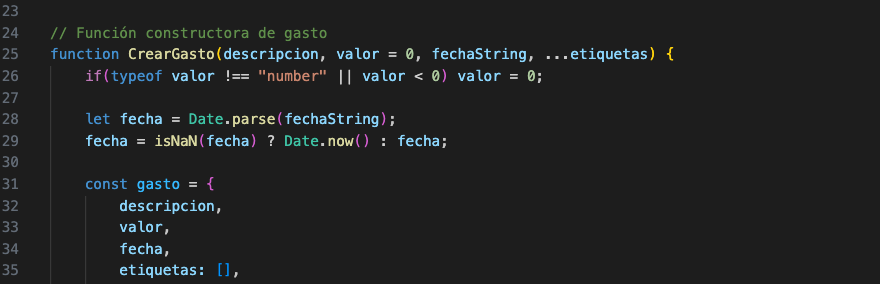 23
24 // Función constructora de gasto
25 function CrearGasto(descripcion, valor = 0, fechaString, ...etiquetas) {
26 if(typeof valor !== "number" || valor < 0) valor = 0;
27
28 let fecha = Date.parse(fechaString);
29 fecha = isNaN(fecha) ? Date.now() : fecha;
30
31 const gasto = {
32 descripcion,
33 valor,
34 fecha,
35 etiquetas: [],